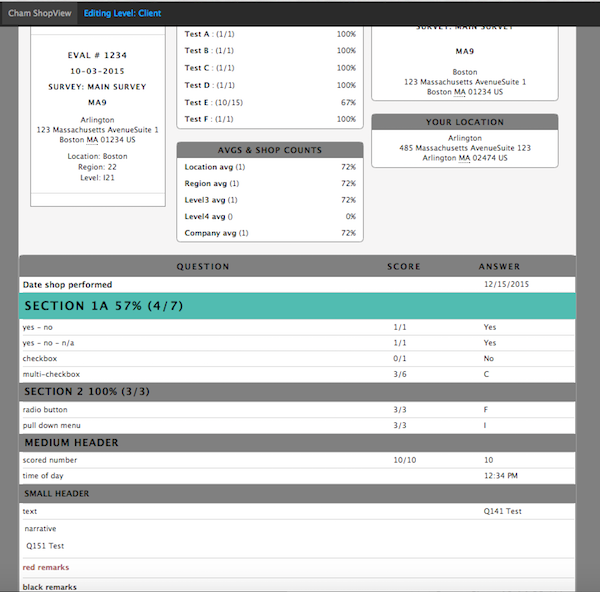 Cham ShopView
Editing Level: Client
EVAL # 1234
10-03-2015
SURVEY: MAIN SURVEY
MA9
Arlington
123 Massachusetts AvenueSuite 1
Boston MA 01234 US
Location: Boston
Region: 22
Level: I21
Test A : (1/1) 100%
Test B : (1/1) 100%
Test C : (1/1) 100%
Test D : (1/1) 100%
Test E : (10/15) 67%
Test F : (1/1) 100%
AVGS & SHOP COUNTS
Location avg (1) 72%
Region avg (1) 72%
Level3 avg (1) 72%
Level4 avg () 0%
Company avg (1) 72%
SURVEY: MAIN SURVEY
MA9
Boston
123 Massachusetts AvenueSuite 1
Boston MA 01234 US
YOUR LOCATION
Arlington
485 Massachusetts AvenueSuite 123
Arlington MA 02474 US
QUESTION SCORE ANSWER
Date shop performed 12/15/2015
SECTION 1A 57% (4/7)
yes - no 1/1 Yes
yes - no - n/a 1/1 Yes
checkbox 0/1 No
multi-checkbox 3/6 C
SECTION 2 100% (3/3)
radio button 3/3 F
pull down menu 3/3 I
MEDIUM HEADER
scored number 10/10 10
time of day 12:34 PM
SMALL HEADER
text Q141 Test
narrative
Q151 Test
red remarks
black remarks